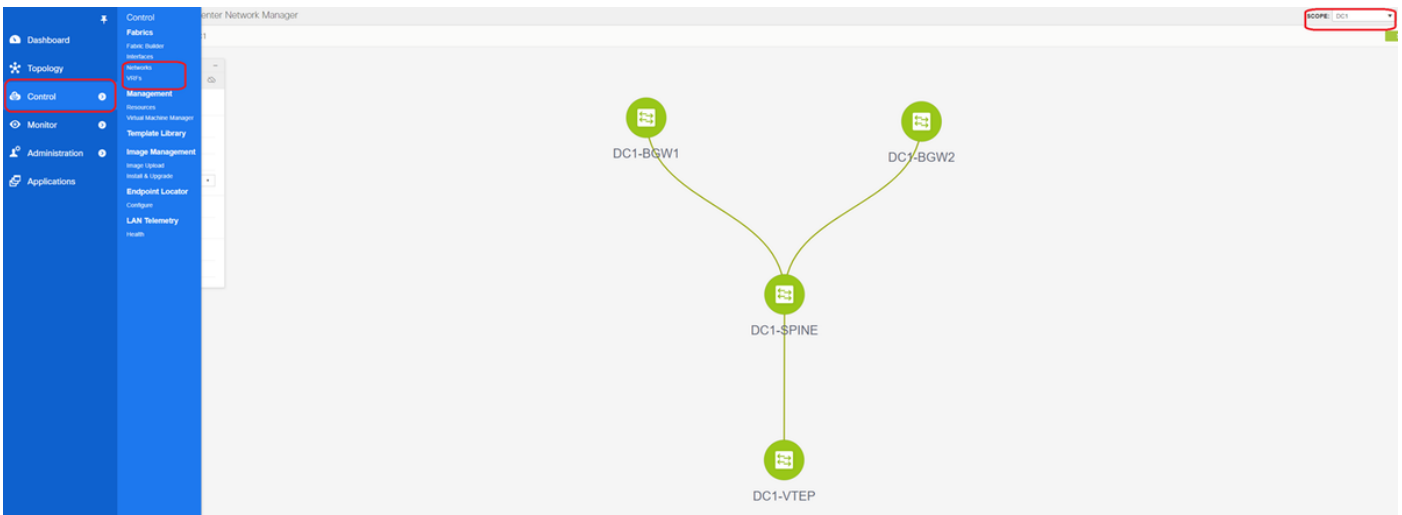 Dashboard
Topology
Control
Monitor
Administration
Applications
Control
Fabrics
Fabric Builder
Interfaces
Networks
VRFs
Management
Resources
Virtual Machine Manager
Template Library
Image Management
Image Upload
Install & Upgrade
Endpoint Locator
Configure
LAN Telemetry
Health
enter Network Manager
SCOPE: DC1
1
DC1-BGW1
DC1-BGW2
DC1-SPINE
DC1-VTEP